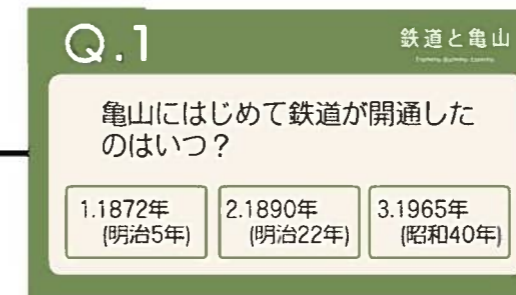 Q.1
鉄道と亀山
亀山にはじめて鉄道が開通した
のはいつ？
1.1872年
(明治5年)
2.1890年
(明治22年)
3.1965年
(昭和40年)